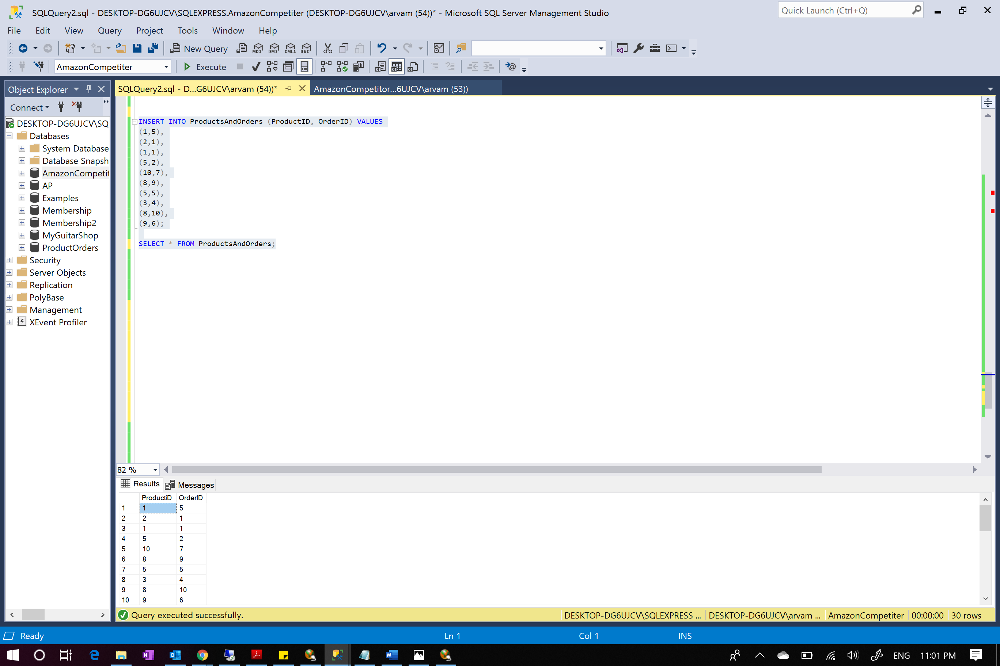 SQLQuery2.sql - DESKTOP-DG6UJCV\SQLEXPRESS.AmazonCompetiter (DESKTOP-DG6UJCV\arvam (54))* - Microsoft SQL Server Management Studio
Quick Launch (Ctrl+Q)
File Edit View Query Project Tools Window Help
New Query MDX DMX XMLA DAX
AmazonCompetiter Execute
Object Explorer
SQLQuery2.sql - D...G6UJCV\arvam (54))* AmazonCompetitor...6UJCV\arvam (53))
Connect
DESKTOP-DG6UJCV\SQ
Databases
System Database
Database Snapsh
AmazonCompetit
AP
Examples
Membership
Membership2
MyGuitarShop
ProductOrders
Security
Server Objects
Replication
PolyBase
Management
XEvent Profiler
INSERT INTO ProductsAndOrders (ProductID, OrderID) VALUES
(1,5),
(2,1),
(1,1),
(5,2),
(10,7),
(8,9),
(5,5),
(3,4),
(8,10),
(9,6);
SELECT * FROM ProductsAndOrders;
82 %
Results Messages
ProductiD OrderID
1 1 5
2 2 1
3 1 1
4 5 2
5 10 7
6 8 9
7 5 5
8 3 4
9 8 10
10 9 6
Query executed successfully. DESKTOP-DG6UJCV\SQLEXPRESS ... DESKTOP-DG6UJCV\arvam ... AmazonCompetiter 00:00:00 30 rows
Ready Ln 1 Col 1 INS
ENG 11:01 PM